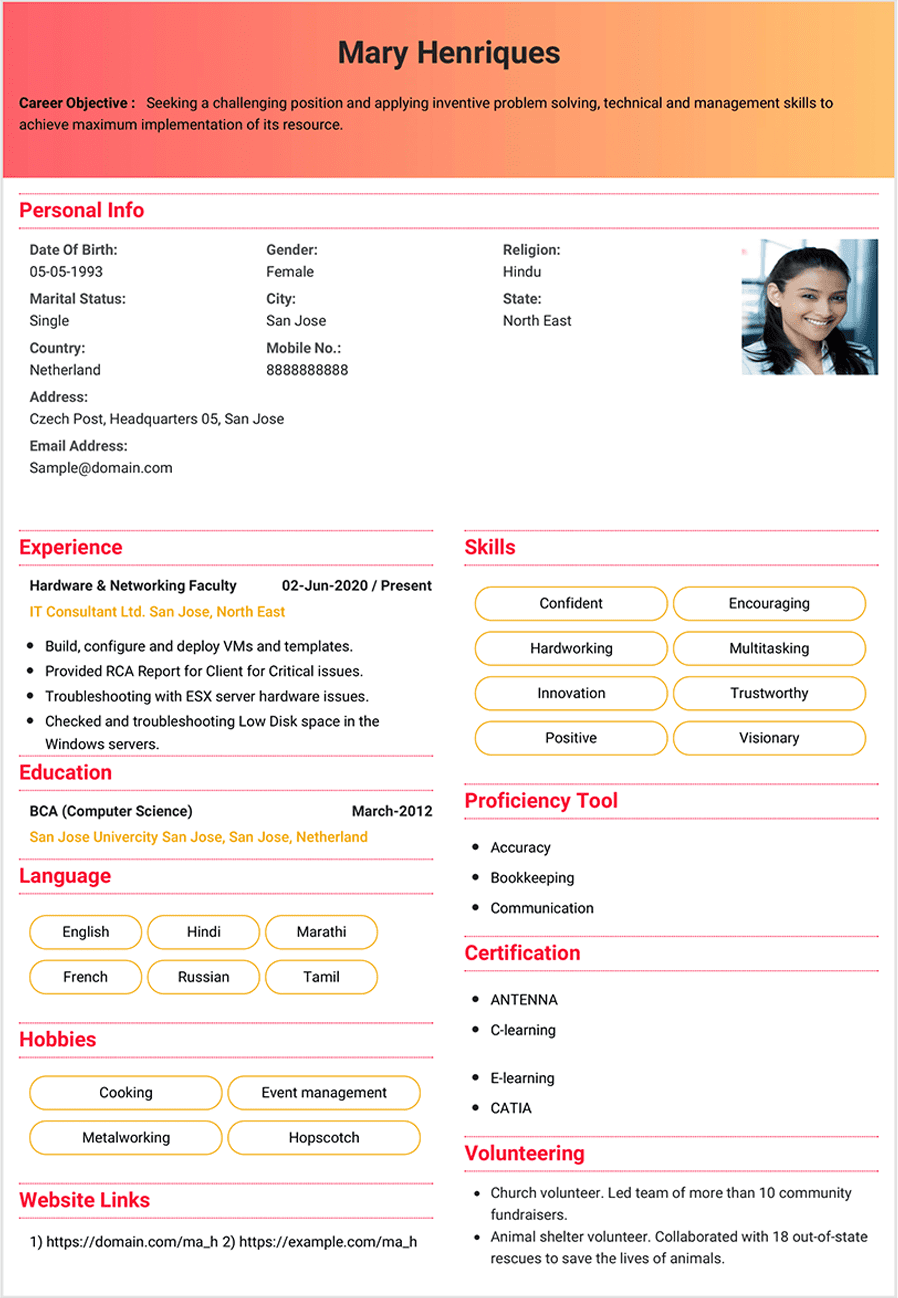 Mary Henriques
Career Objective : Seeking a challenging position and applying inventive problem solving, technical and management skills to
achieve maximum implementation of its resource.
Personal Info
Date Of Birth: Gender: Religion:
05-05-1993 Female Hindu
Marital Status: City: State:
Single San Jose North East
Country: Mobile No.:
Netherland 8888888888
Address:
Czech Post, Headquarters 05, San Jose
Email Address:
Sample@domain.com
Experience
Hardware & Networking Faculty 02-Jun-2020 / Present
IT Consultant Ltd. San Jose, North East
• Build, configure and deploy VMs and templates.
• Provided RCA Report for Client for Critical issues.
• Troubleshooting with ESX server hardware issues.
• Checked and troubleshooting Low Disk space in the
Windows servers.
Education
BCA (Computer Science) March-2012
San Jose Univercity San Jose, San Jose, Netherland
Language
English Hindi Marathi
French Russian Tamil
Hobbies
Cooking Event management
Metalworking Hopscotch
Website Links
1) https://domain.com/ma_h 2) https://example.com/ma_h
Skills
Confident Encouraging
Hardworking Multitasking
Innovation Trustworthy
Positive Visionary
Proficiency Tool
• Accuracy
• Bookkeeping
• Communication
Certification
• ANTENNA
• C-learning
• E-learning
• CATIA
Volunteering
• Church volunteer. Led team of more than 10 community
fundraisers.
• Animal shelter volunteer. Collaborated with 18 out-of-state
rescues to save the lives of animals.